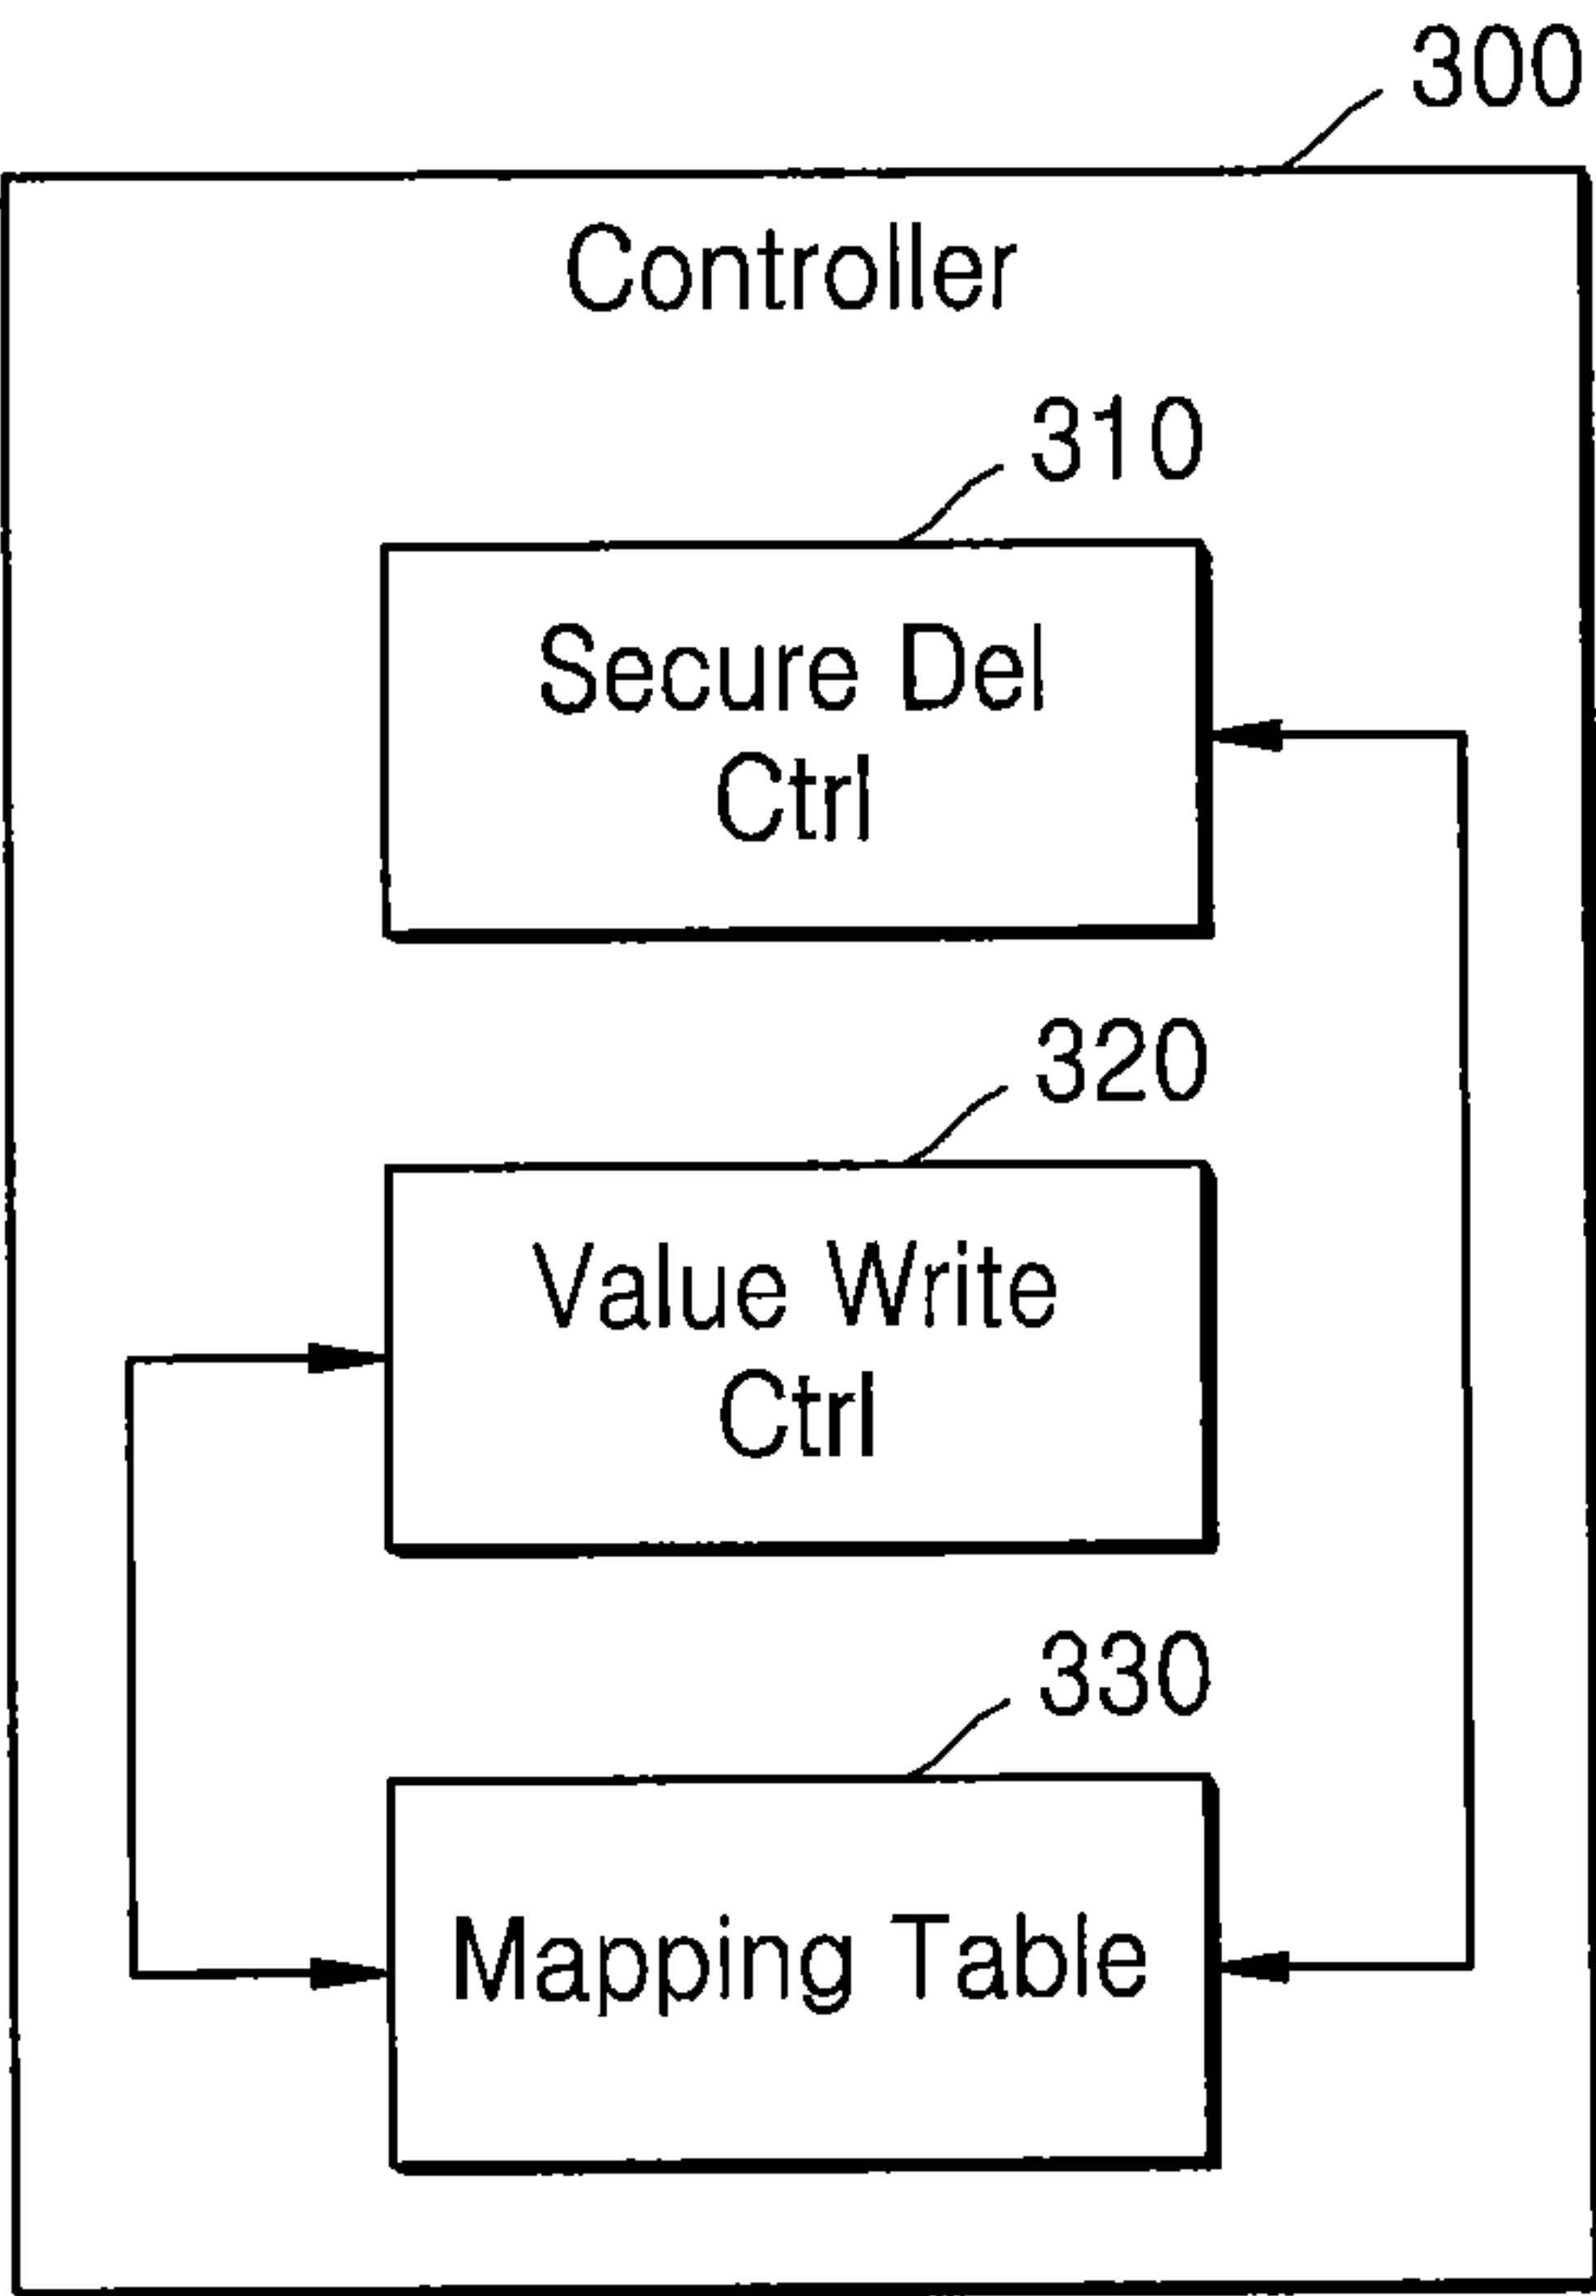 300
Controller
310
Secure Del
Ctrl
320
Value Write
Ctrl
330
Mapping Table